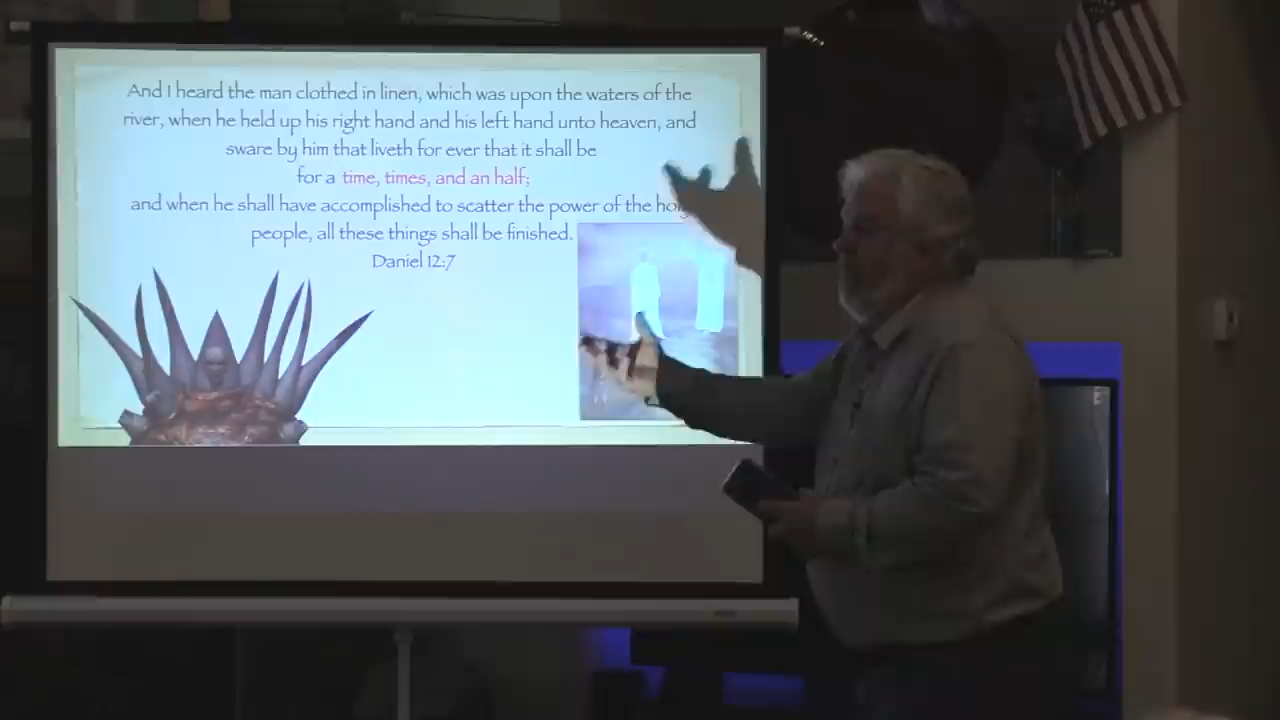 And I heard the man clothed in linen, which was upon the waters of the
river, when he held up his right hand and his left hand unto heaven, and
sware by him that liveth for ever that it shall be
for a time, times, and an half;
and when he shall have accomplished to scatter the power of the holy
people, all these things shall be finished.
Daniel 12:7